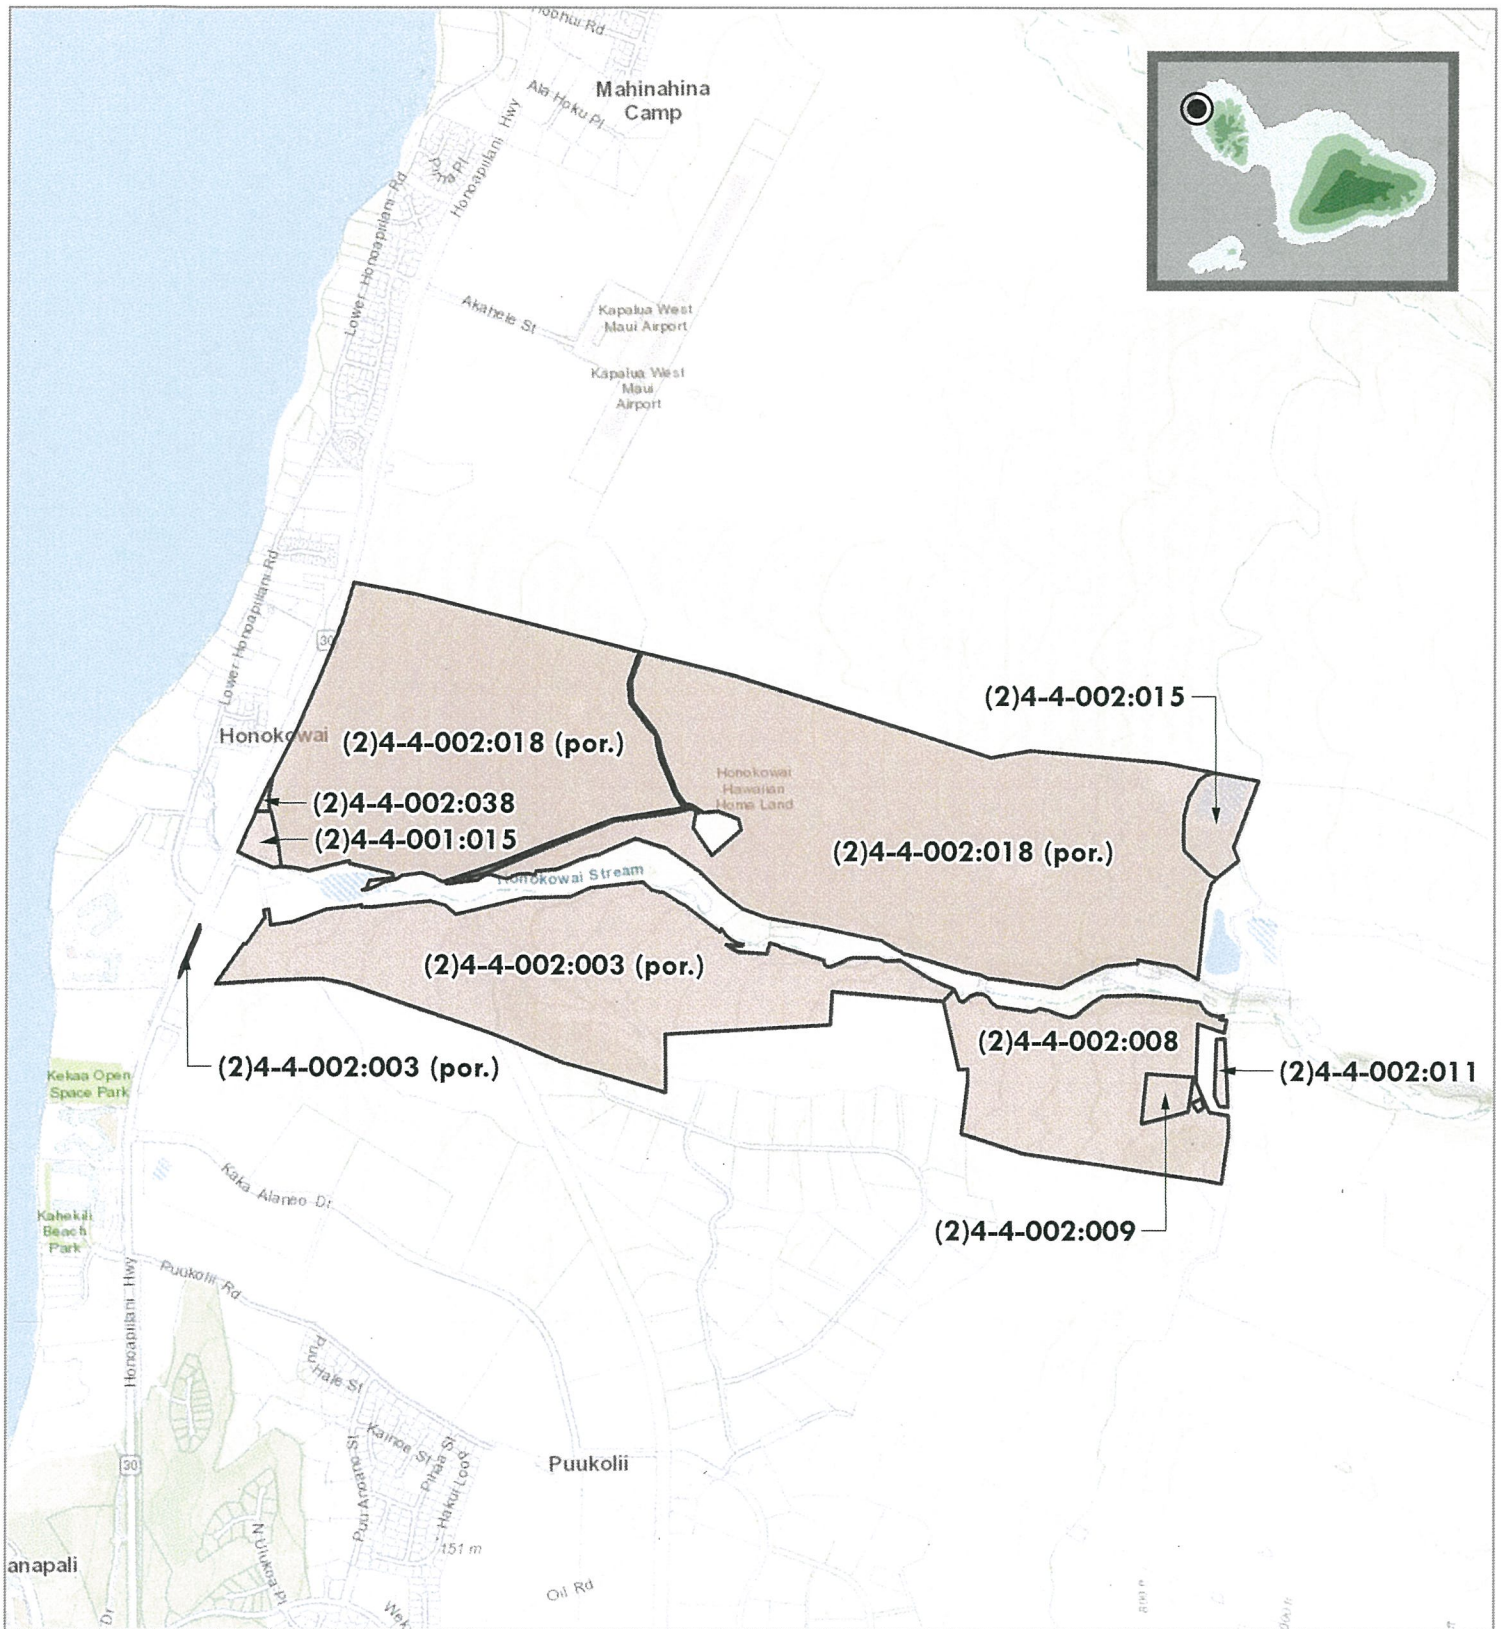 Ala Hoku Pl
Mahinahina
Camp
Honoapiilani Hwy
Lower Honoapiilani Rd
Akahele St
Kapalua West
Maui Airport
Kapalua West
Maui
Airport
Lower Honoapiilani Rd
30
(2)4-4-002:015
Honokowai
(2)4-4-002:018 (por.)
Honokowai
Hawaiian
Home Land
(2)4-4-002:038
(2)4-4-001:015
(2)4-4-002:018 (por.)
Honokowai Stream
(2)4-4-002:003 (por.)
(2)4-4-002:008
(2)4-4-002:003 (por.)
(2)4-4-002:011
Kekaa Open
Space Park
Kaka Alaneo Dr
Kahekili
Beach
Park
(2)4-4-002:009
Puukolii Rd
Honoapiilani Hwy
Puu
Hale St
Kainoe St
Pihaa St
Hakui Loop
Puu Anoano St
Puukolii
30
151 m
anapali
N Ulukoa Pl
Oil Rd
Dr
Wek